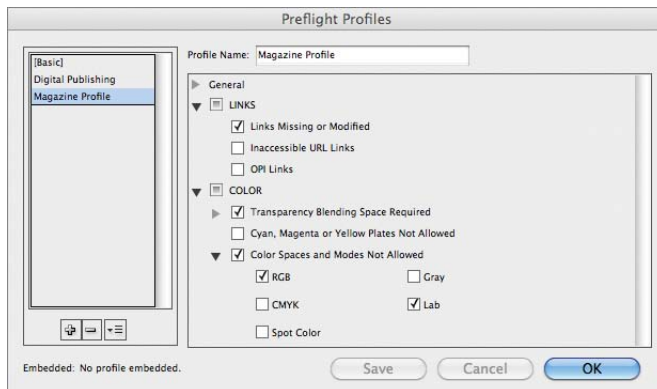 Preflight Profiles
[Basic]
Digital Publishing
Magazine Profile
Profile Name: Magazine Profile
General
LINKS
Links Missing or Modified
Inaccessible URL Links
OPI Links
COLOR
Transparency Blending Space Required
Cyan, Magenta or Yellow Plates Not Allowed
Color Spaces and Modes Not Allowed
RGB Gray
CMYK Lab
Spot Color
Embedded: No profile embedded.
Save Cancel OK